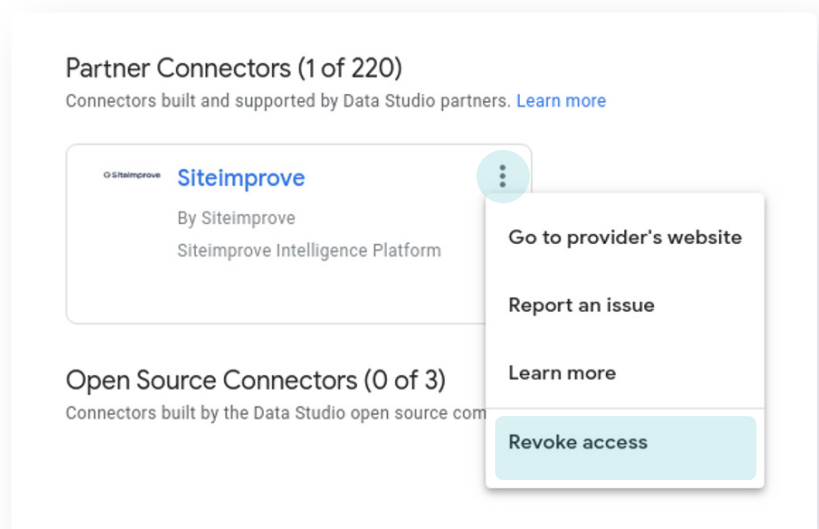 Partner Connectors (1 of 220)
Connectors built and supported by Data Studio partners. Learn more
Siteimprove
Siteimprove
By Siteimprove
Siteimprove Intelligence Platform
Go to provider's website
Report an issue
Learn more
Revoke access
Open Source Connectors (0 of 3)
Connectors built by the Data Studio open source com